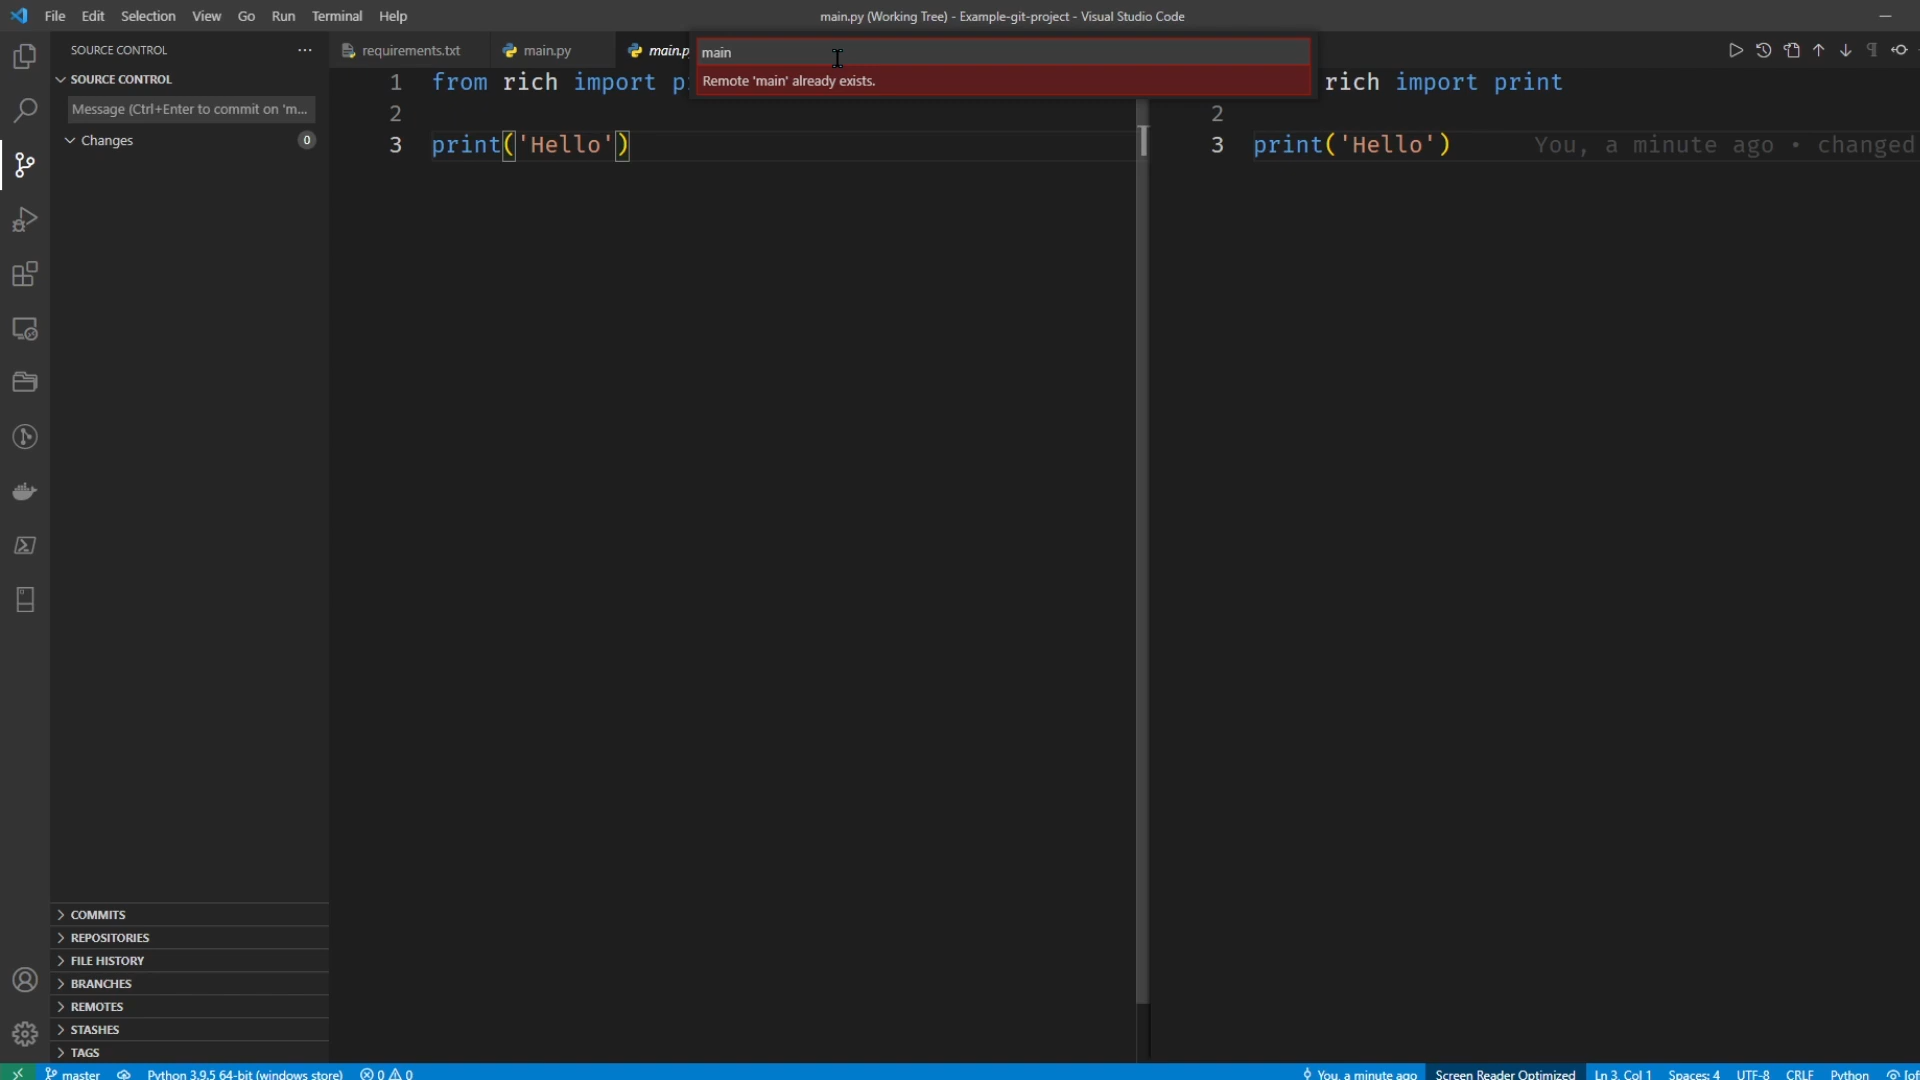 File Edit Selection View Go Run Terminal Help
main.py (Working Tree) - Example-git-project - Visual Studio Code
SOURCE CONTROL
requirements.txt
main.py
main.p
main
Remote 'main' already exists.
SOURCE CONTROL
Message (Ctrl+Enter to commit on 'm...
Changes 0
1 from rich import p
2
3 print('Hello')
rich import print
2
3 print('Hello') You, a minute ago • changed
COMMITS
REPOSITORIES
FILE HISTORY
BRANCHES
REMOTES
STASHES
TAGS
master Python 3.9.5 64-bit (windows store) 0 0 You, a minute ago Screen Reader Optimized Ln 3, Col 1 Spaces: 4 UTF-8 CRLF Python [of